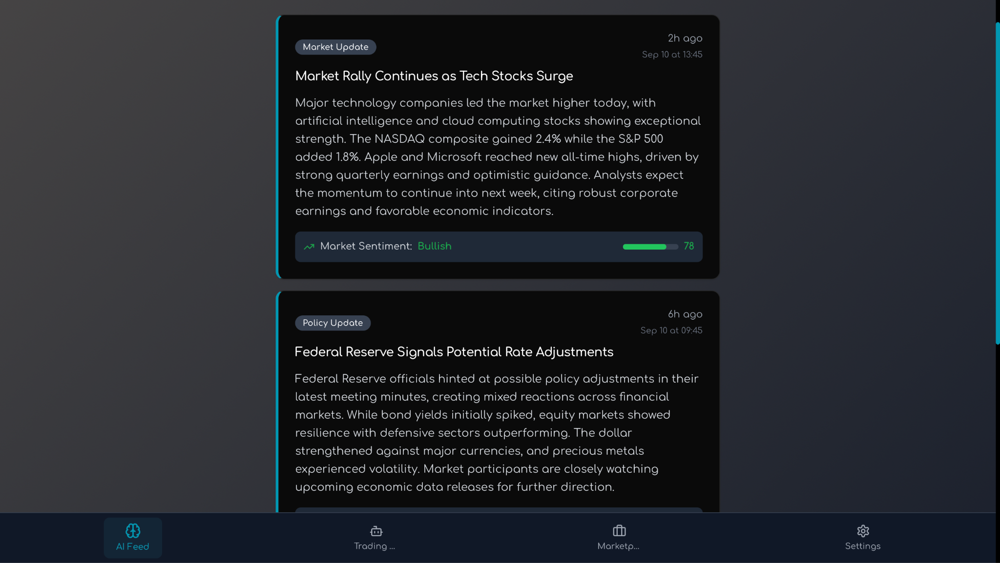 Market Update
2h ago
Sep 10 at 13:45
Market Rally Continues as Tech Stocks Surge
Major technology companies led the market higher today, with
artificial intelligence and cloud computing stocks showing exceptional
strength. The NASDAQ composite gained 2.4% while the S&P 500
added 1.8%. Apple and Microsoft reached new all-time highs, driven by
strong quarterly earnings and optimistic guidance. Analysts expect
the momentum to continue into next week, citing robust corporate
earnings and favorable economic indicators.
Market Sentiment: Bullish 78
Policy Update
6h ago
Sep 10 at 09:45
Federal Reserve Signals Potential Rate Adjustments
Federal Reserve officials hinted at possible policy adjustments in their
latest meeting minutes, creating mixed reactions across financial
markets. While bond yields initially spiked, equity markets showed
resilience with defensive sectors outperforming. The dollar
strengthened against major currencies, and precious metals
experienced volatility. Market participants are closely watching
upcoming economic data releases for further direction.
AI Feed
Trading ...
Marketp...
Settings